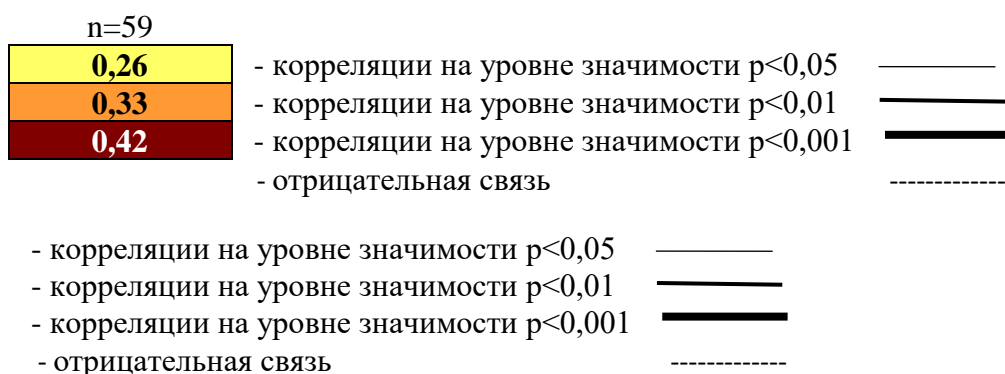 n=59
0,26 - корреляции на уровне значимости p<0,05
0,33 - корреляции на уровне значимости p<0,01
0,42 - корреляции на уровне значимости p<0,001
- отрицательная связь
- корреляции на уровне значимости p<0,05
- корреляции на уровне значимости p<0,01
- корреляции на уровне значимости p<0,001
- отрицательная связь